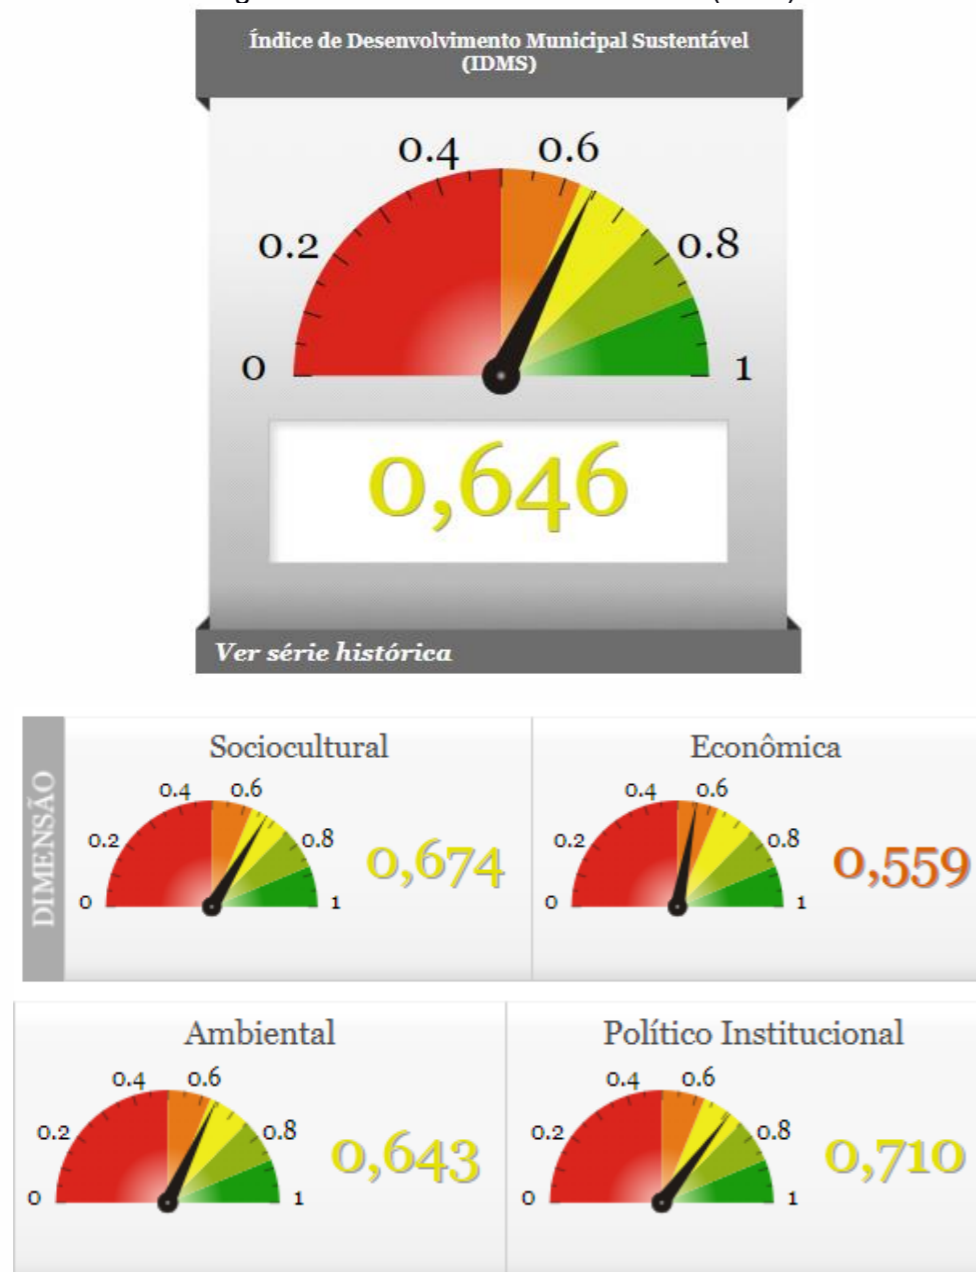 Índice de Desenvolvimento Municipal Sustentável
(IDMS)
0.4 0.6
0.2 0.8
0 1
0,646
Ver série histórica
DIMENSÃO
Sociocultural
0.4 0.6
0.2 0.8
0 1
0,674
Econômica
0.4 0.6
0.2 0.8
0 1
0,559
Ambiental
0.4 0.6
0.2 0.8
0 1
0,643
Político Institucional
0.4 0.6
0.2 0.8
0 1
0,710